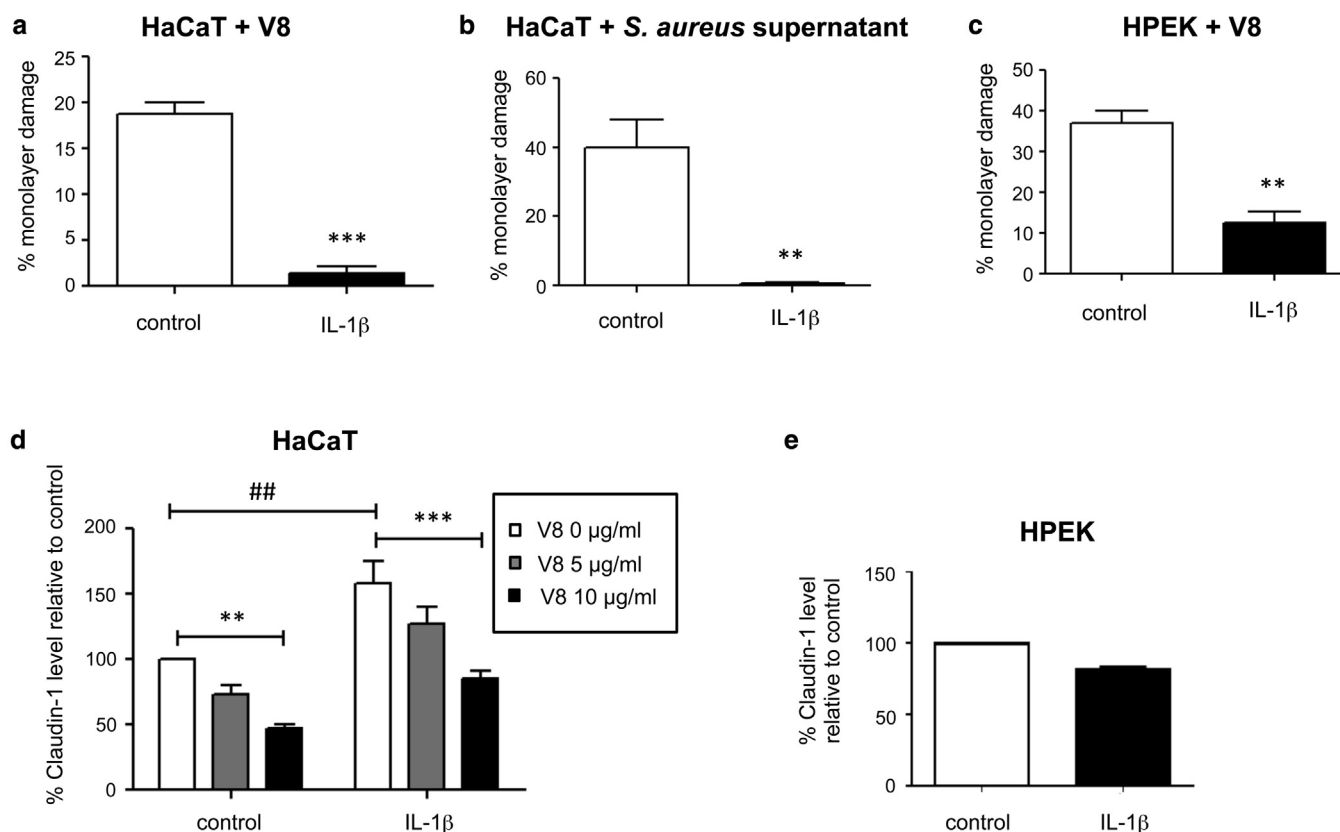 a
HaCaT + V8
% monolayer damage
25
20
15
10
5
0
***
control
IL-1β
b
HaCaT + S. aureus supernatant
% monolayer damage
60
40
20
0
**
control
IL-1β
c
HPEK + V8
% monolayer damage
50
40
30
20
10
0
**
control
IL-1β
d
HaCaT
% Claudin-1 level relative to control
200
150
100
50
0
##
**
***
V8 0 µg/ml
V8 5 µg/ml
V8 10 µg/ml
control
IL-1β
e
HPEK
% Claudin-1 level
relative to control
150
100
50
0
control
IL-1β